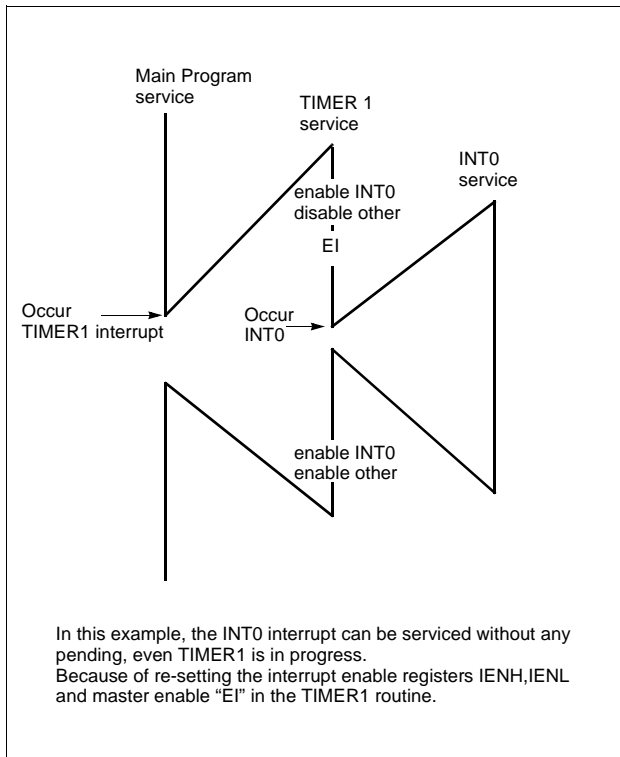 Main Program
service
TIMER 1
service
INT0
service
enable INT0
disable other
EI
Occur
TIMER1 interrupt
Occur
INT0
enable INT0
enable other
In this example, the INT0 interrupt can be serviced without any
pending, even TIMER1 is in progress.
Because of re-setting the interrupt enable registers IENH,IENL
and master enable “EI” in the TIMER1 routine.